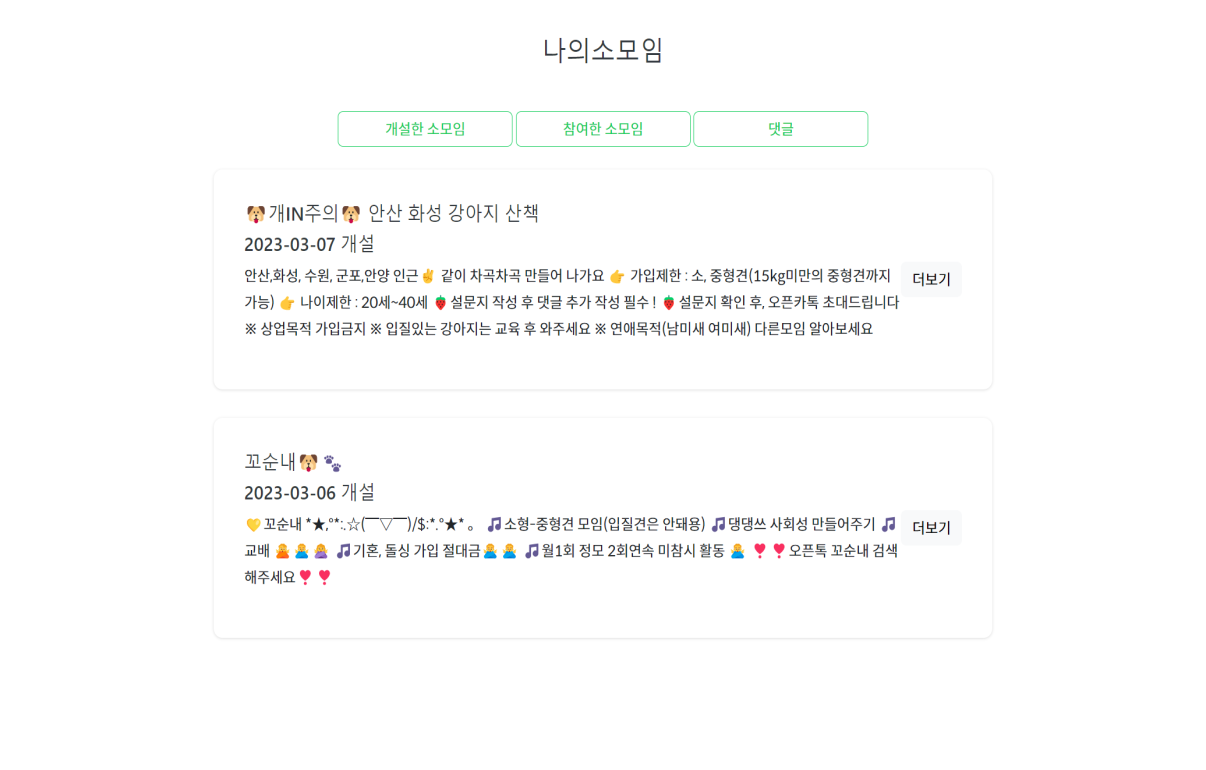 나의소모임
개설한 소모임 참여한 소모임 댓글
🐶개IN주의🐶 안산 화성 강아지 산책
2023-03-07 개설
안산,화성, 수원, 군포,안양 인근✌ 같이 차곡차곡 만들어 나가요 👉 가입제한 : 소, 중형견(15kg미만의 중형견까지
더보기
가능) 👉 나이제한 : 20세~40세 🍓설문지 작성 후 댓글 추가 작성 필수 ! 🍓설문지 확인 후, 오픈카톡 초대드립니다
※ 상업목적 가입금지 ※ 입질있는 강아지는 교육 후 와주세요 ※ 연애목적(남미새 여미새) 다른모임 알아보세요
꼬순내🐶🐾
2023-03-06 개설
💛꼬순내 *★,°*:.☆(￣▽￣)/$:*.°★* 。 🎵소형-중형견 모임(입질견은 안돼용) 🎵댕댕쓰 사회성 만들어주기 🎵
더보기
교배 🙅🙅‍♂️🙅‍♀️ 🎵기혼, 돌싱 가입 절대금🙅‍♂️🙅‍♂️ 🎵월1회 정모 2회연속 미참시 활동 🙅‍♂️ ❣❣오픈톡 꼬순내 검색
해주세요❣❣